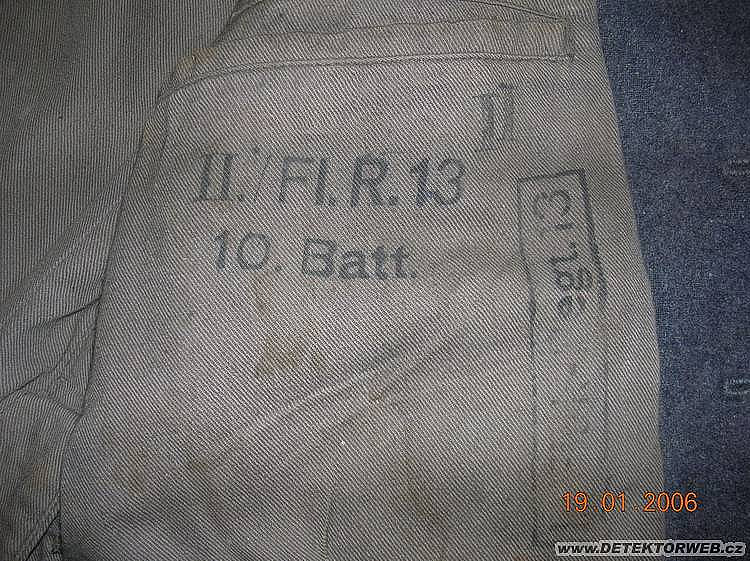 II
II./Fl.R.13
10. Batt.
19.01.2006
www.DETEKTORWEB.cz